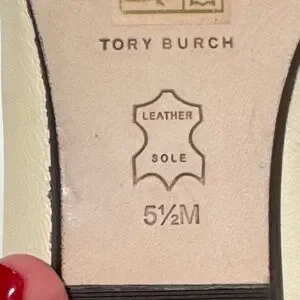 TORY BURCH
LEATHER
SOLE
5½M